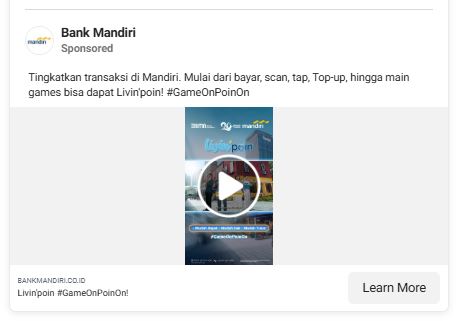 Bank Mandiri
Sponsored
mandiri
Tingkatkan transaksi di Mandiri. Mulai dari bayar, scan, tap, Top-up, hingga main
games bisa dapat Livin'poin! #GameOnPoinOn
mandiri
Livin'poin
#GameOnPoinOn
BANKMANDIRI.CO.ID
Livin'poin #GameOnPoinOn!
Learn More